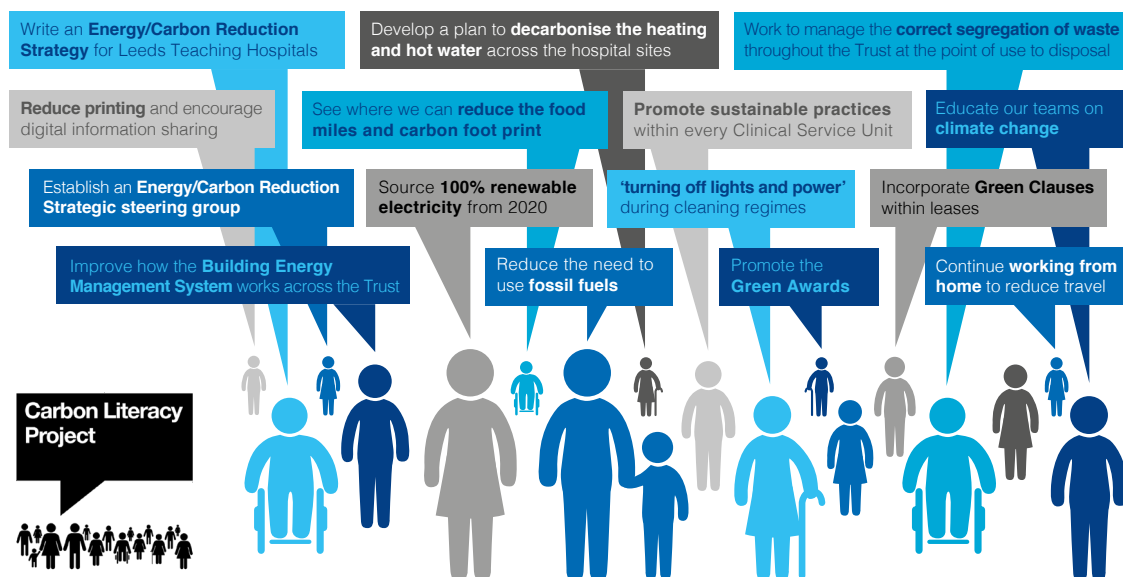 Write an Energy/Carbon Reduction
Strategy for Leeds Teaching Hospitals
Develop a plan to decarbonise the heating
and hot water across the hospital sites
Work to manage the correct segregation of waste
throughout the Trust at the point of use to disposal
Reduce printing and encourage
digital information sharing
See where we can reduce the food
miles and carbon foot print
Promote sustainable practices
within every Clinical Service Unit
Educate our teams on
climate change
Establish an Energy/Carbon Reduction
Strategic steering group
Source 100% renewable
electricity from 2020
‘turning off lights and power’
during cleaning regimes
Incorporate Green Clauses
within leases
Improve how the Building Energy
Management System works across the Trust
Reduce the need to
use fossil fuels
Promote the
Green Awards
Continue working from
home to reduce travel
Carbon Literacy
Project